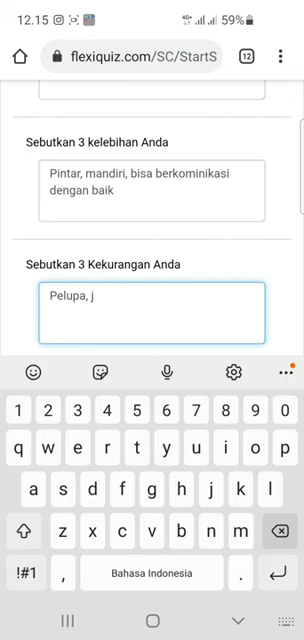 12.15 4G+ 59%
flexiquiz.com/SC/StartS 12
Sebutkan 3 kelebihan Anda
Pintar, mandiri, bisa berkominikasi
dengan baik
Sebutkan 3 Kekurangan Anda
Pelupa, j
1 2 3 4 5 6 7 8 9 0
q w e r t y u i o p
a s d f g h j k l
z x c v b n m
!#1 , Bahasa Indonesia .